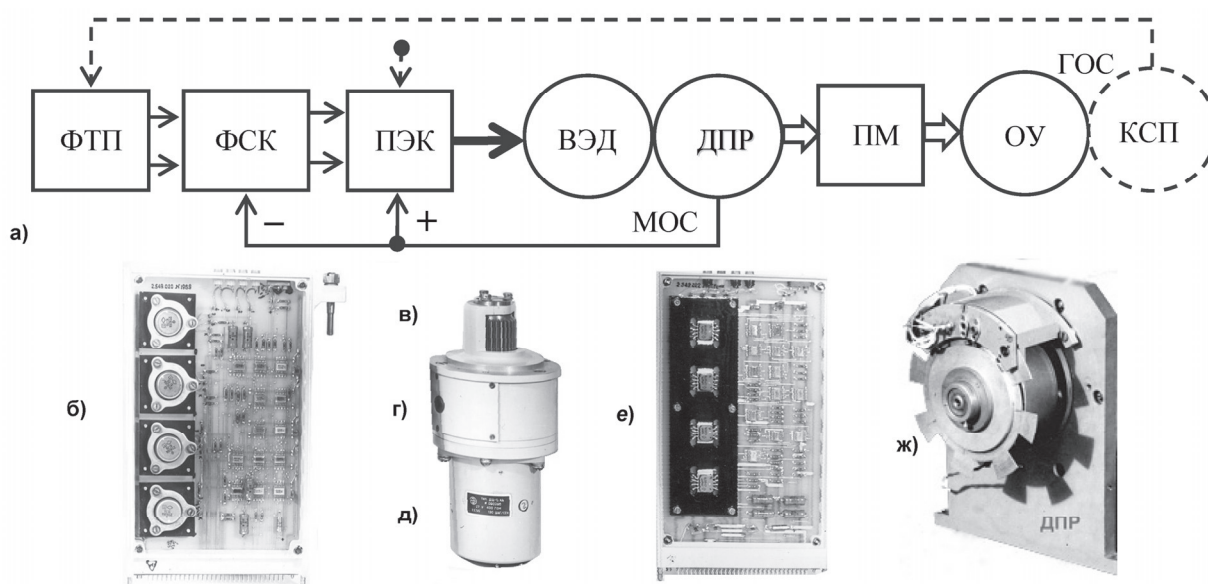 ГОС
ФТП
ФСК
ПЭК
ВЭД
ДПР
ПМ
ОУ
КСП
−
+
МОС
а)
б)
в)
г)
д)
е)
ж)
ДПР